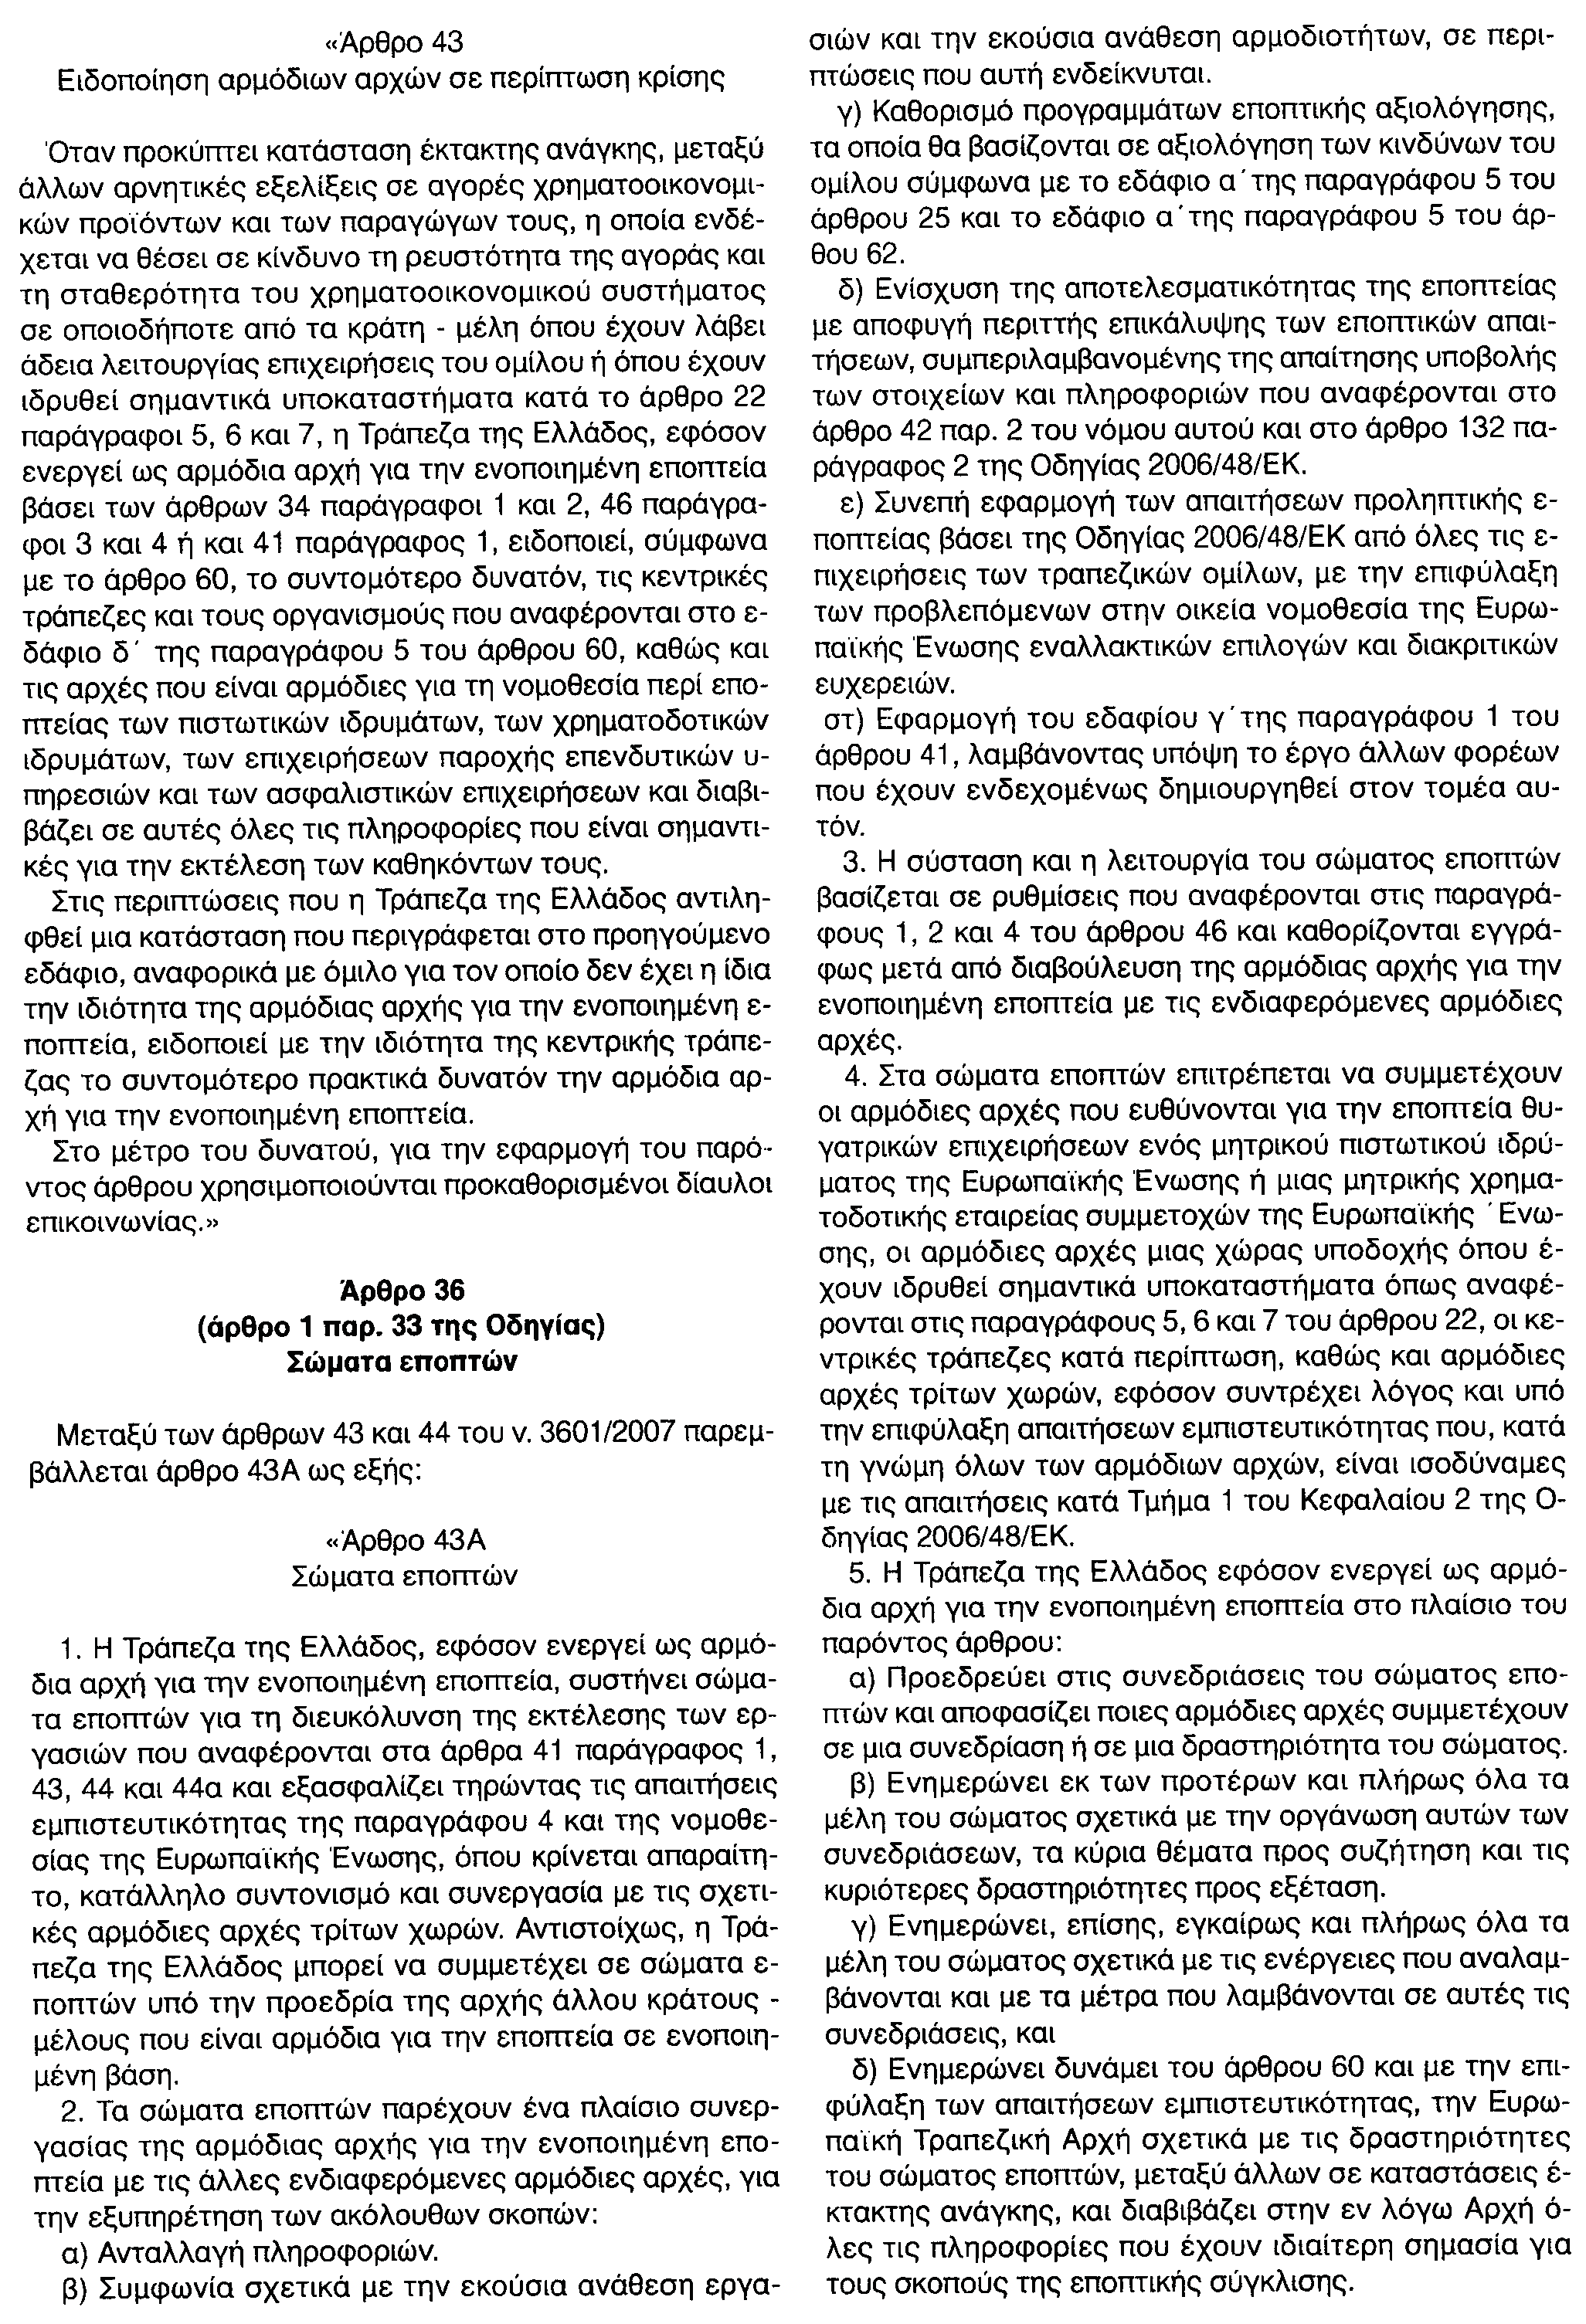 «Άρθρο 43
Ειδοποίηση αρμόδιων αρχών σε περίπτωση κρίσης
Όταν προκύπτει κατάσταση έκτακτης ανάγκης, μεταξύ
άλλων αρνητικές εξελίξεις σε αγορές χρηματοοικονομι-
κών προϊόντων και των παραγώγων τους, η οποία ενδέ-
χεται να θέσει σε κίνδυνο τη ρευστότητα της αγοράς και
τη σταθερότητα του χρηματοοικονομικού συστήματος
σε οποιοδήποτε από τα κράτη - μέλη όπου έχουν λάβει
άδεια λειτουργίας επιχειρήσεις του ομίλου ή όπου έχουν
ιδρυθεί σημαντικά υποκαταστήματα κατά το άρθρο 22
παράγραφοι 5, 6 και 7, η Τράπεζα της Ελλάδος, εφόσον
ενεργεί ως αρμόδια αρχή για την ενοποιημένη εποπτεία
βάσει των άρθρων 34 παράγραφοι 1 και 2, 46 παράγρα-
φοι 3 και 4 ή και 41 παράγραφος 1, ειδοποιεί, σύμφωνα
με το άρθρο 60, το συντομότερο δυνατόν, τις κεντρικές
τράπεζες και τους οργανισμούς που αναφέρονται στο ε-
δάφιο δ΄ της παραγράφου 5 του άρθρου 60, καθώς και
τις αρχές που είναι αρμόδιες για τη νομοθεσία περί επο-
πτείας των πιστωτικών ιδρυμάτων, των χρηματοδοτικών
ιδρυμάτων, των επιχειρήσεων παροχής επενδυτικών υ-
πηρεσιών και των ασφαλιστικών επιχειρήσεων και διαβι-
βάζει σε αυτές όλες τις πληροφορίες που είναι σημαντι-
κές για την εκτέλεση των καθηκόντων τους.
Στις περιπτώσεις που η Τράπεζα της Ελλάδος αντιλη-
φθεί μια κατάσταση που περιγράφεται στο προηγούμενο
εδάφιο, αναφορικά με όμιλο για τον οποίο δεν έχει η ίδια
την ιδιότητα της αρμόδιας αρχής για την ενοποιημένη ε-
ποπτεία, ειδοποιεί με την ιδιότητα της κεντρικής τράπε-
ζας το συντομότερο πρακτικά δυνατόν την αρμόδια αρ-
χή για την ενοποιημένη εποπτεία.
Στο μέτρο του δυνατού, για την εφαρμογή του παρό-
ντος άρθρου χρησιμοποιούνται προκαθορισμένοι δίαυλοι
επικοινωνίας.»
Άρθρο 36
(άρθρο 1 παρ. 33 της Οδηγίας)
Σώματα εποπτών
Μεταξύ των άρθρων 43 και 44 του ν. 3601/2007 παρεμ-
βάλλεται άρθρο 43Α ως εξής:
«Άρθρο 43Α
Σώματα εποπτών
1. Η Τράπεζα της Ελλάδος, εφόσον ενεργεί ως αρμό-
δια αρχή για την ενοποιημένη εποπτεία, συστήνει σώμα-
τα εποπτών για τη διευκόλυνση της εκτέλεσης των ερ-
γασιών που αναφέρονται στα άρθρα 41 παράγραφος 1,
43, 44 και 44α και εξασφαλίζει τηρώντας τις απαιτήσεις
εμπιστευτικότητας της παραγράφου 4 και της νομοθε-
σίας της Ευρωπαϊκής Ένωσης, όπου κρίνεται απαραίτη-
το, κατάλληλο συντονισμό και συνεργασία με τις σχετι-
κές αρμόδιες αρχές τρίτων χωρών. Αντιστοίχως, η Τρά-
πεζα της Ελλάδος μπορεί να συμμετέχει σε σώματα ε-
ποπτών υπό την προεδρία της αρχής άλλου κράτους -
μέλους που είναι αρμόδια για την εποπτεία σε ενοποιη-
μένη βάση.
2. Τα σώματα εποπτών παρέχουν ένα πλαίσιο συνερ-
γασίας της αρμόδιας αρχής για την ενοποιημένη επο-
πτεία με τις άλλες ενδιαφερόμενες αρμόδιες αρχές, για
την εξυπηρέτηση των ακόλουθων σκοπών:
α) Ανταλλαγή πληροφοριών.
β) Συμφωνία σχετικά με την εκούσια ανάθεση εργα-
σιών και την εκούσια ανάθεση αρμοδιοτήτων, σε περι-
πτώσεις που αυτή ενδείκνυται.
γ) Καθορισμό προγραμμάτων εποπτικής αξιολόγησης,
τα οποία θα βασίζονται σε αξιολόγηση των κινδύνων του
ομίλου σύμφωνα με το εδάφιο α΄της παραγράφου 5 του
άρθρου 25 και το εδάφιο α΄της παραγράφου 5 του άρ-
θου 62.
δ) Ενίσχυση της αποτελεσματικότητας της εποπτείας
με αποφυγή περιττής επικάλυψης των εποπτικών απαι-
τήσεων, συμπεριλαμβανομένης της απαίτησης υποβολής
των στοιχείων και πληροφοριών που αναφέρονται στο
άρθρο 42 παρ. 2 του νόμου αυτού και στο άρθρο 132 πα-
ράγραφος 2 της Οδηγίας 2006/48/ΕΚ.
ε) Συνεπή εφαρμογή των απαιτήσεων προληπτικής ε-
ποπτείας βάσει της Οδηγίας 2006/48/ΕΚ από όλες τις ε-
πιχειρήσεις των τραπεζικών ομίλων, με την επιφύλαξη
των προβλεπόμενων στην οικεία νομοθεσία της Ευρω-
παϊκής Ένωσης εναλλακτικών επιλογών και διακριτικών
ευχερειών.
στ) Εφαρμογή του εδαφίου γ΄της παραγράφου 1 του
άρθρου 41, λαμβάνοντας υπόψη το έργο άλλων φορέων
που έχουν ενδεχομένως δημιουργηθεί στον τομέα αυ-
τόν.
3. Η σύσταση και η λειτουργία του σώματος εποπτών
βασίζεται σε ρυθμίσεις που αναφέρονται στις παραγρά-
φους 1, 2 και 4 του άρθρου 46 και καθορίζονται εγγρά-
φως μετά από διαβούλευση της αρμόδιας αρχής για την
ενοποιημένη εποπτεία με τις ενδιαφερόμενες αρμόδιες
αρχές.
4. Στα σώματα εποπτών επιτρέπεται να συμμετέχουν
οι αρμόδιες αρχές που ευθύνονται για την εποπτεία θυ-
γατρικών επιχειρήσεων ενός μητρικού πιστωτικού ιδρύ-
ματος της Ευρωπαϊκής Ένωσης ή μιας μητρικής χρημα-
τοδοτικής εταιρείας συμμετοχών της Ευρωπαϊκής ΄Ενω-
σης, οι αρμόδιες αρχές μιας χώρας υποδοχής όπου έ-
χουν ιδρυθεί σημαντικά υποκαταστήματα όπως αναφέ-
ρονται στις παραγράφους 5, 6 και 7 του άρθρου 22, οι κε-
ντρικές τράπεζες κατά περίπτωση, καθώς και αρμόδιες
αρχές τρίτων χωρών, εφόσον συντρέχει λόγος και υπό
την επιφύλαξη απαιτήσεων εμπιστευτικότητας που, κατά
τη γνώμη όλων των αρμόδιων αρχών, είναι ισοδύναμες
με τις απαιτήσεις κατά Τμήμα 1 του Κεφαλαίου 2 της Ο-
δηγίας 2006/48/ΕΚ.
5. Η Τράπεζα της Ελλάδος εφόσον ενεργεί ως αρμό-
δια αρχή για την ενοποιημένη εποπτεία στο πλαίσιο του
παρόντος άρθρου:
α) Προεδρεύει στις συνεδριάσεις του σώματος επο-
πτών και αποφασίζει ποιες αρμόδιες αρχές συμμετέχουν
σε μια συνεδρίαση ή σε μια δραστηριότητα του σώματος.
β) Ενημερώνει εκ των προτέρων και πλήρως όλα τα
μέλη του σώματος σχετικά με την οργάνωση αυτών των
συνεδριάσεων, τα κύρια θέματα προς συζήτηση και τις
κυριότερες δραστηριότητες προς εξέταση.
γ) Ενημερώνει, επίσης, εγκαίρως και πλήρως όλα τα
μέλη του σώματος σχετικά με τις ενέργειες που αναλαμ-
βάνονται και με τα μέτρα που λαμβάνονται σε αυτές τις
συνεδριάσεις, και
δ) Ενημερώνει δυνάμει του άρθρου 60 και με την επι-
φύλαξη των απαιτήσεων εμπιστευτικότητας, την Ευρω-
παϊκή Τραπεζική Αρχή σχετικά με τις δραστηριότητες
του σώματος εποπτών, μεταξύ άλλων σε καταστάσεις έ-
κτακτης ανάγκης, και διαβιβάζει στην εν λόγω Αρχή ό-
λες τις πληροφορίες που έχουν ιδιαίτερη σημασία για
τους σκοπούς της εποπτικής σύγκλισης.